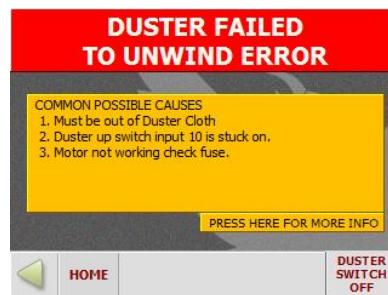 DUSTER FAILED
TO UNWIND ERROR
COMMON POSSIBLE CAUSES
1. Must be out of Duster Cloth
2. Duster up switch input 10 is stuck on.
3. Motor not working check fuse.
PRESS HERE FOR MORE INFO
HOME
DUSTER
SWITCH
OFF